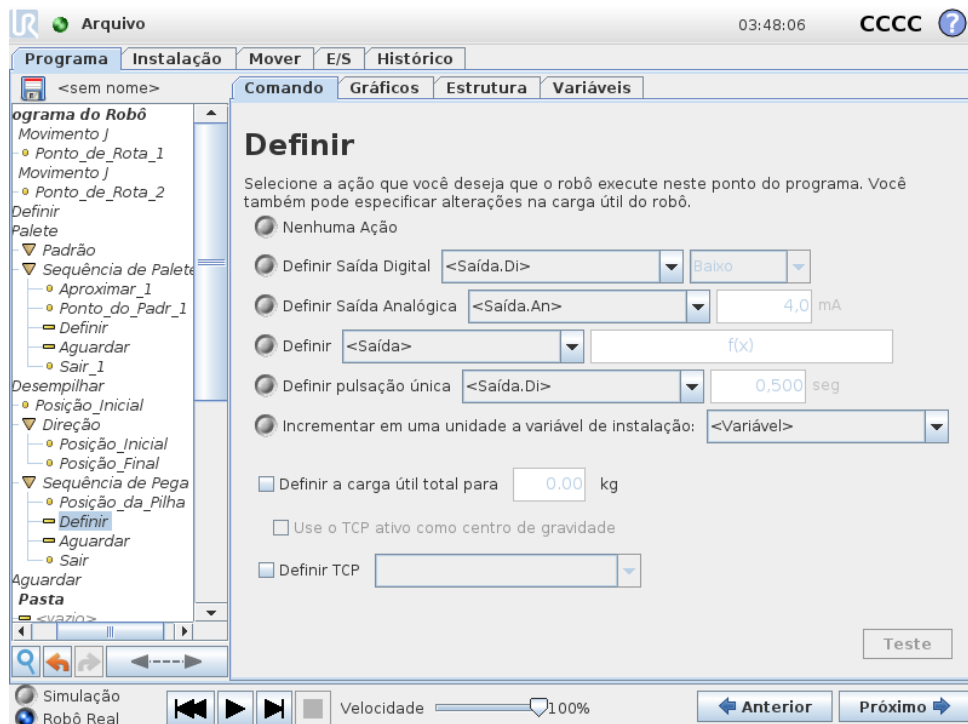 UR Arquivo 03:48:06 CCCC ?
Programa Instalação Mover E/S Histórico
<sem nome>
ograma do Robô
Movimento J
Ponto_de_Rota_1
Movimento J
Ponto_de_Rota_2
Definir
Palete
Padrão
Sequência de Palete
Aproximar_1
Ponto_do_Padr_1
Definir
Aguardar
Sair_1
Desempilhar
Posição_Inicial
Direção
Posição_Inicial
Posição_Final
Sequência de Pega
Posição_da_Pilha
Definir
Aguardar
Sair
Aguardar
Pasta
<vazio>
Comando Gráficos Estrutura Variáveis
Definir
Selecione a ação que você deseja que o robô execute neste ponto do programa. Você
também pode especificar alterações na carga útil do robô.
Nenhuma Ação
Definir Saída Digital <Saída.Di> Baixo
Definir Saída Analógica <Saída.An> 4,0 mA
Definir <Saída> f(x)
Definir pulsação única <Saída.Di> 0,500 seg
Incrementar em uma unidade a variável de instalação: <Variável>
Definir a carga útil total para 0.00 kg
Use o TCP ativo como centro de gravidade
Definir TCP
Teste
Simulação
Robô Real
Velocidade 100%
Anterior Próximo